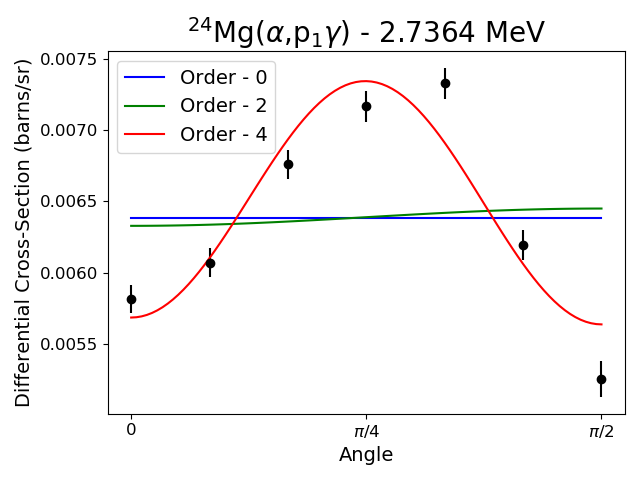 ²⁴Mg(α,p₁γ) - 2.7364 MeV
Order - 0
Order - 2
Order - 4
Differential Cross-Section (barns/sr)
0.0075
0.0070
0.0065
0.0060
0.0055
0
π/4
π/2
Angle